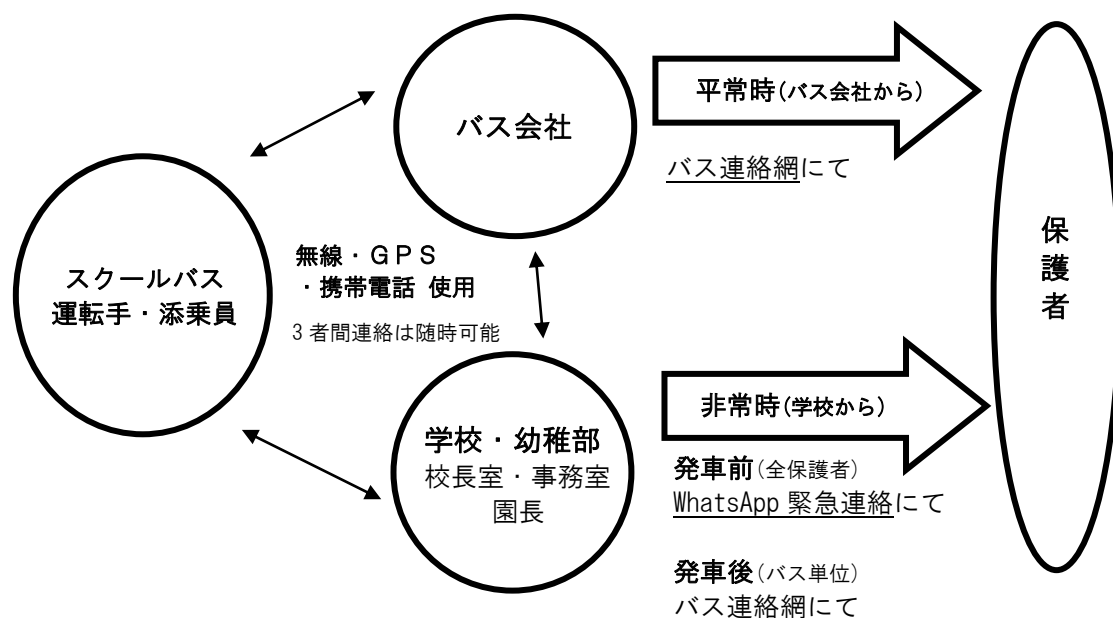 バス会社
平常時(バス会社から)
バス連絡網にて
スクールバス
運転手・添乗員
無線・GPS
・携帯電話 使用
3者間連絡は随時可能
学校・幼稚部
校長室・事務室
園長
非常時(学校から)
発車前(全保護者)
WhatsApp 緊急連絡にて
発車後(バス単位)
バス連絡網にて
保護者